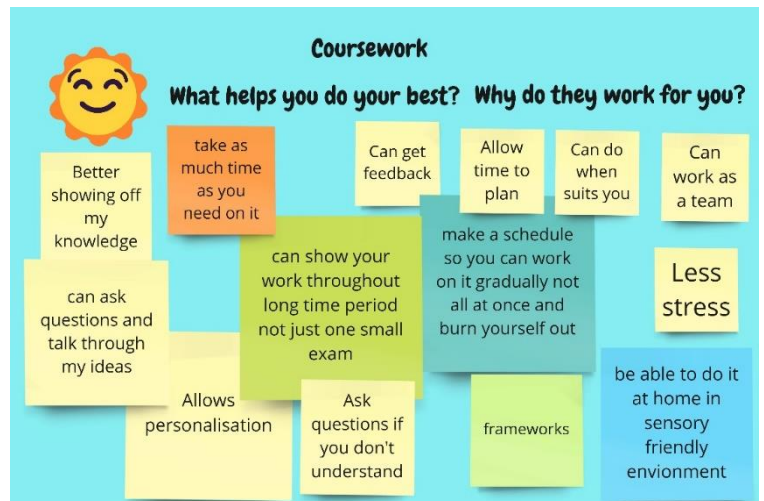 Coursework
What helps you do your best? Why do they work for you?
Better
showing off
my
knowledge
take as
much time
as you
need on it
Can get
feedback
Allow
time to
plan
Can do
when
suits you
Can
work as
a team
can ask
questions and
talk through
my ideas
can show your
work throughout
long time period
not just one small
exam
make a schedule
so you can work
on it gradually not
all at once and
burn yourself out
Less
stress
Allows
personalisation
Ask
questions if
you don't
understand
frameworks
be able to do it
at home in
sensory
friendly
envionment